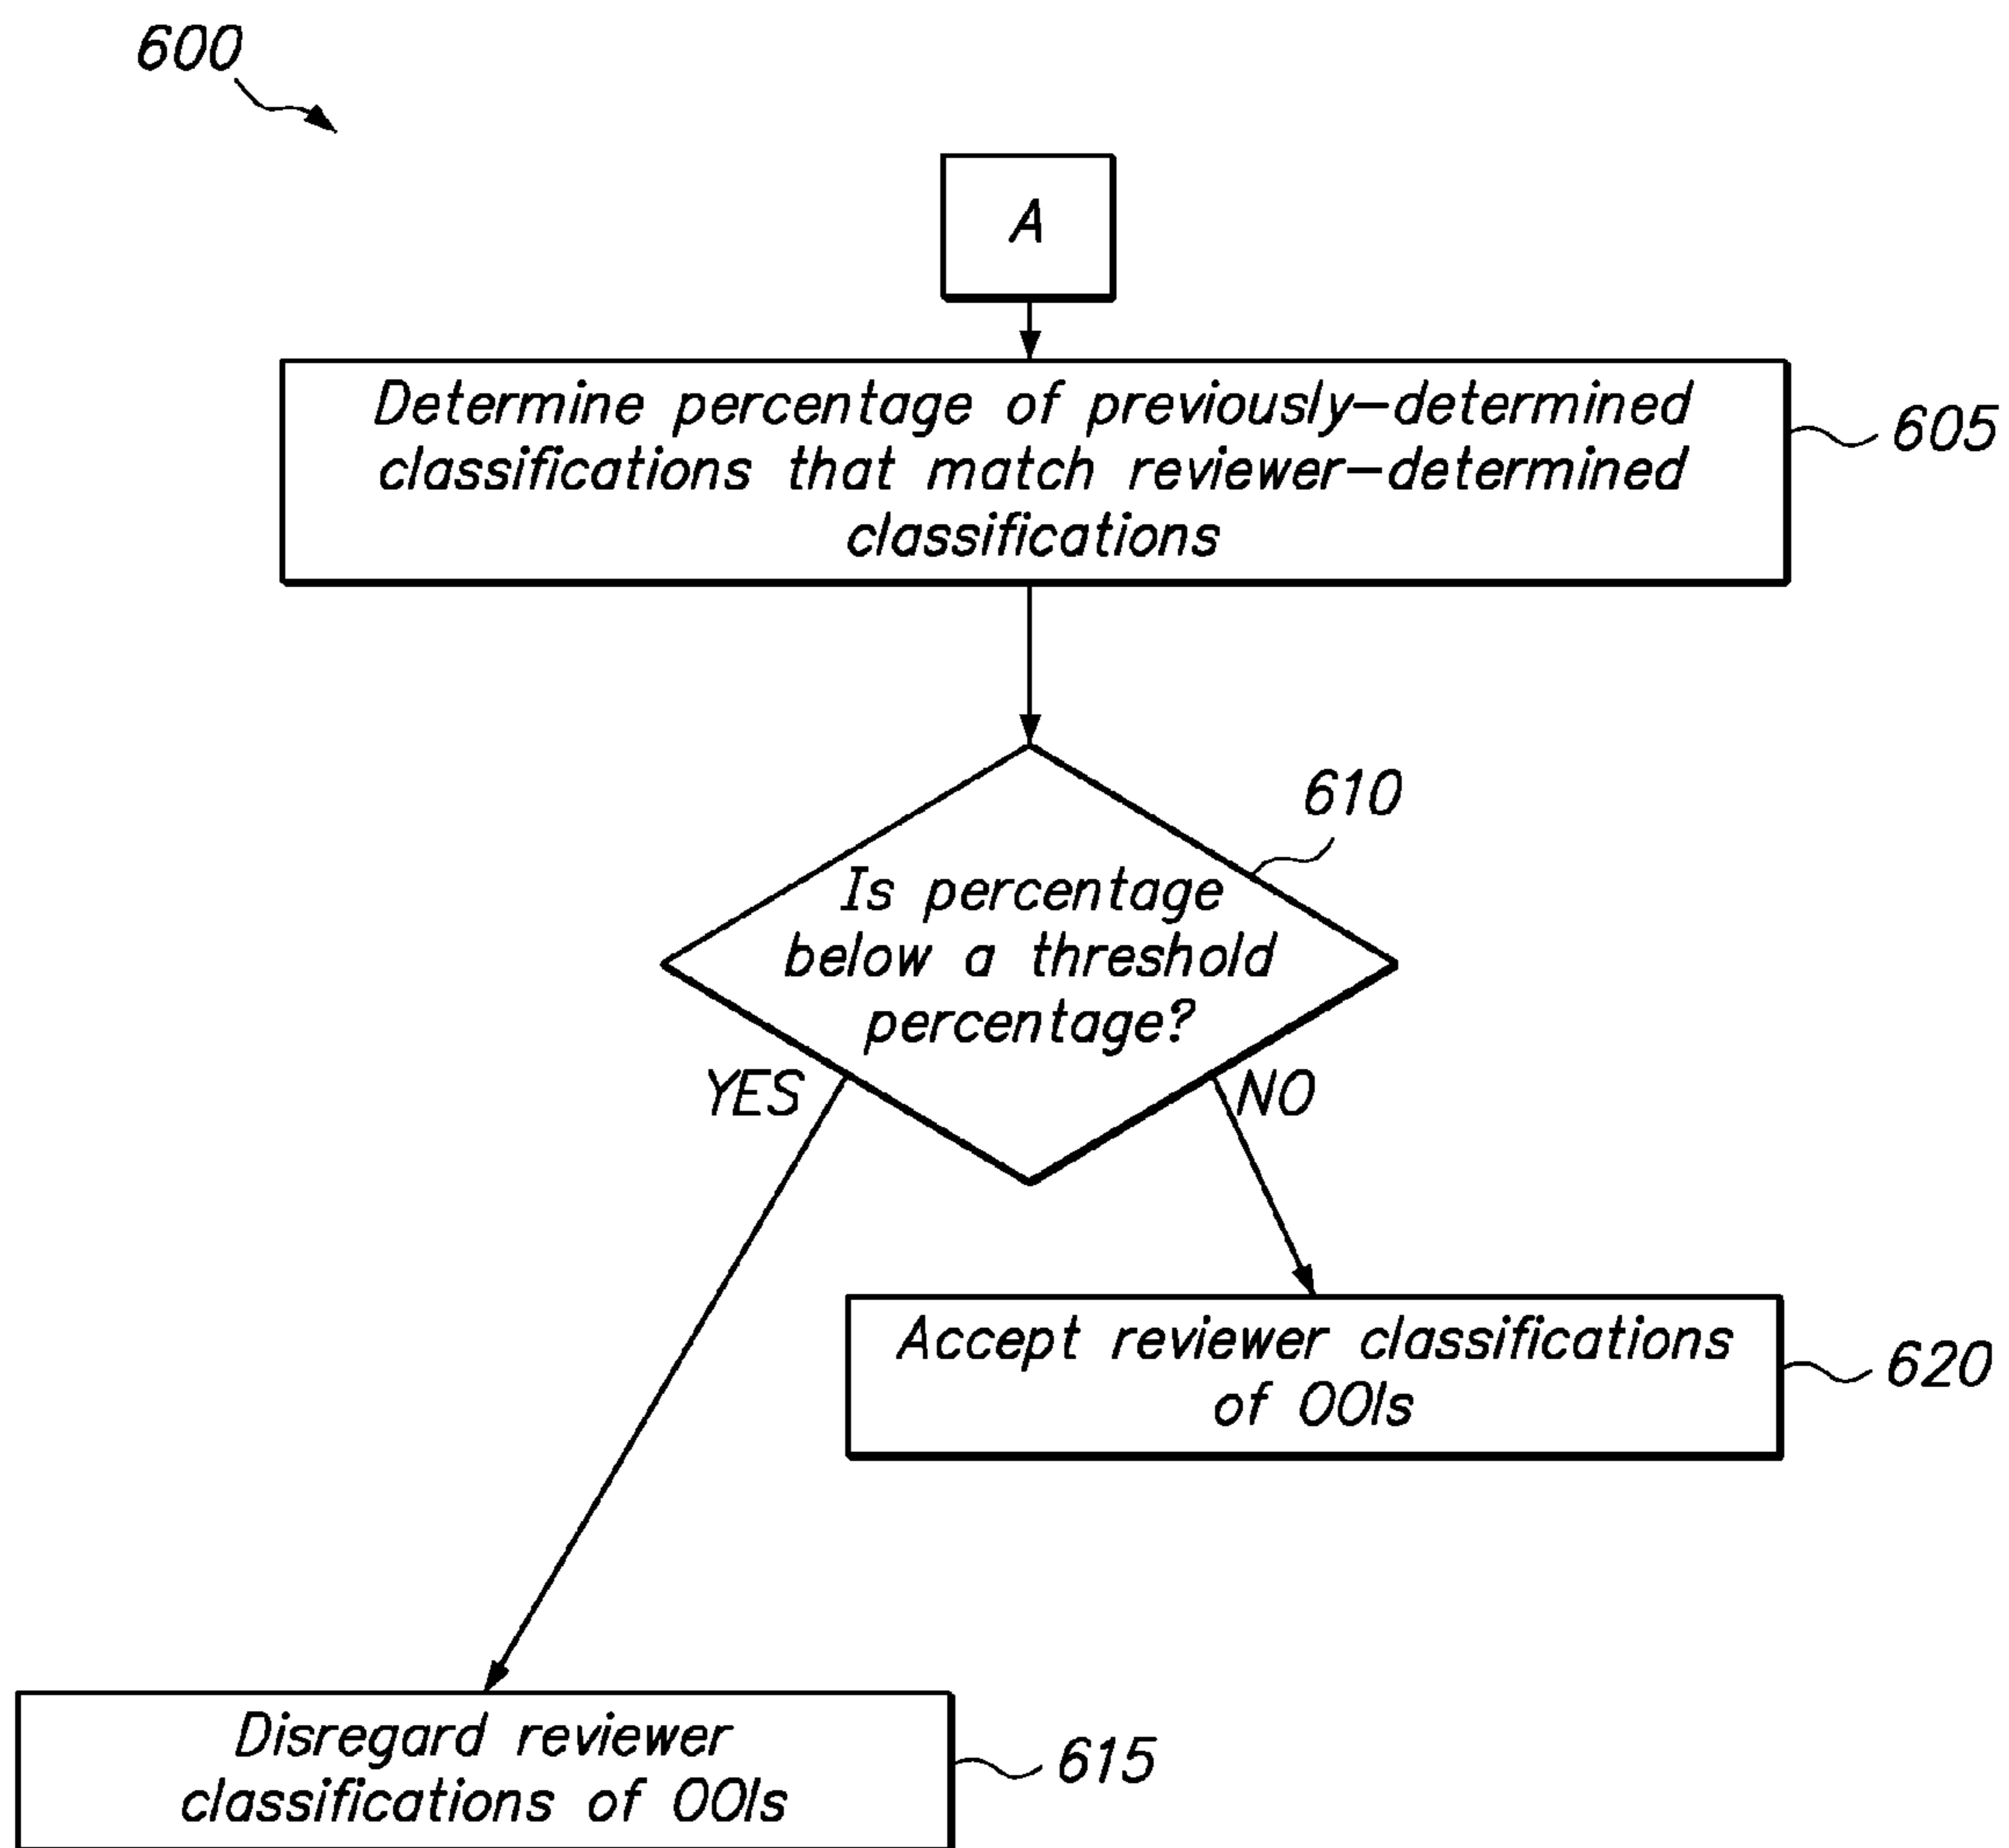 600
A
Determine percentage of previously-determined
classifications that match reviewer-determined
classifications
605
610
Is percentage
below a threshold
percentage?
YES
NO
Accept reviewer classifications
of OOIs
620
Disregard reviewer
classifications of OOIs
615